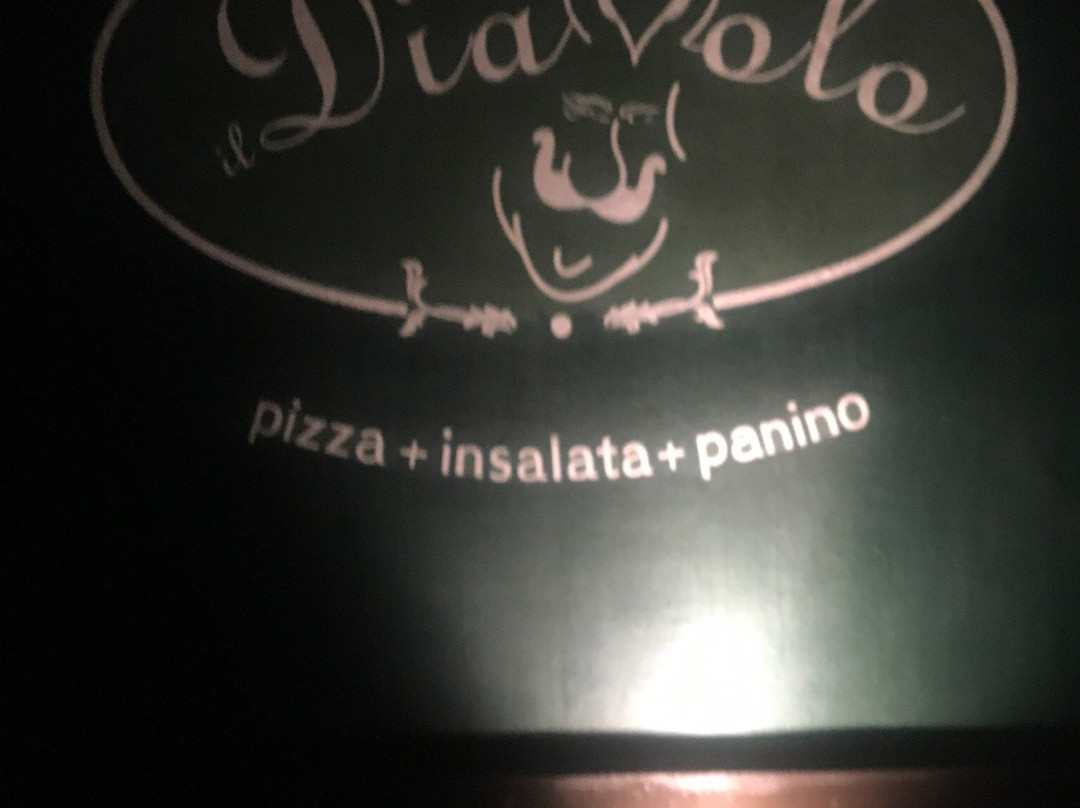 il DiaVolo
pizza + insalata + panino